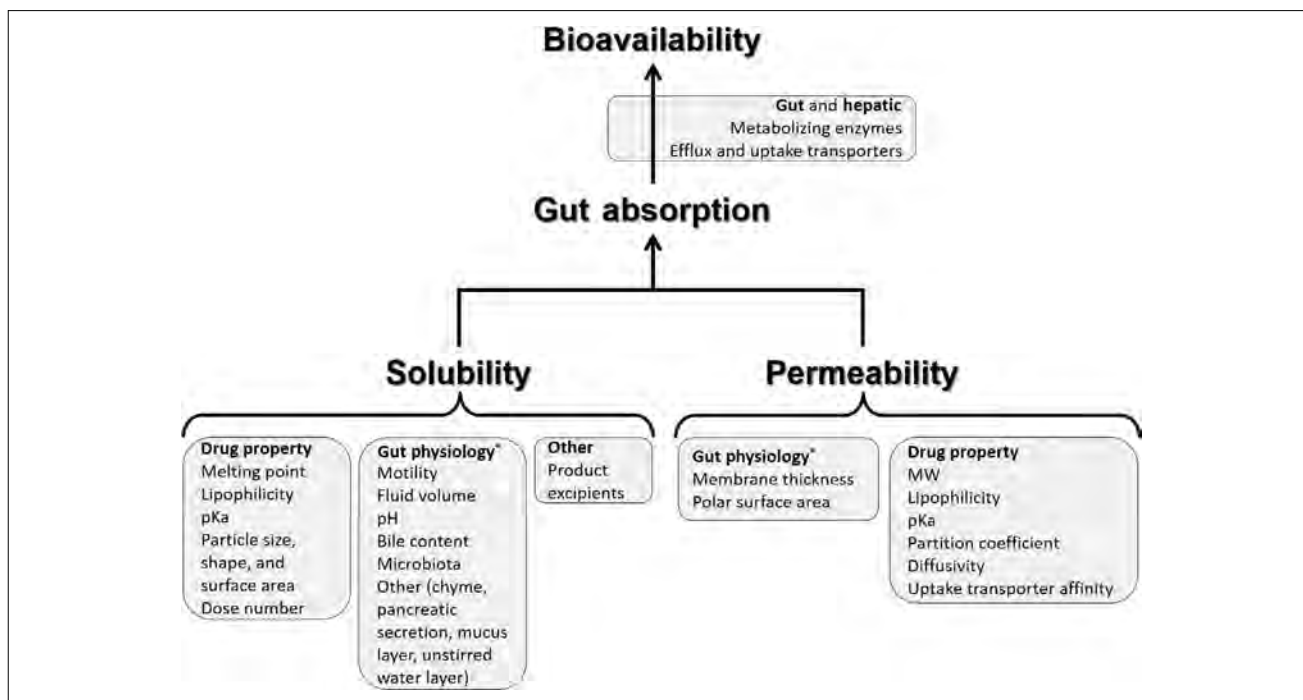 Bioavailability
Gut and hepatic
Metabolizing enzymes
Efflux and uptake transporters
Gut absorption
Solubility
Permeability
Drug property
Melting point
Lipophilicity
pKa
Particle size,
shape, and
surface area
Dose number
Gut physiology*
Motility
Fluid volume
pH
Bile content
Microbiota
Other (chyme,
pancreatic
secretion, mucus
layer, unstirred
water layer)
Other
Product
excipients
Gut physiology*
Membrane thickness
Polar surface area
Drug property
MW
Lipophilicity
pKa
Partition coefficient
Diffusivity
Uptake transporter affinity